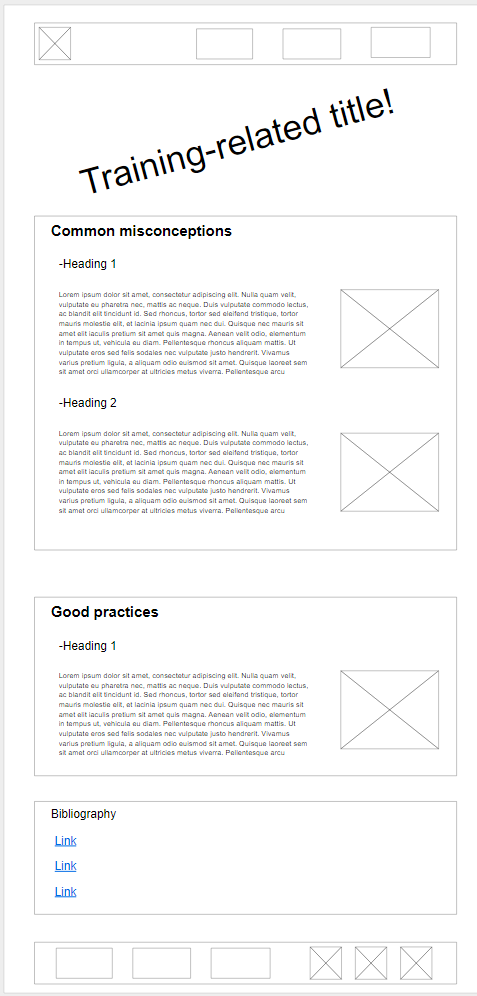 Training-related title!
Common misconceptions
-Heading 1
Lorem ipsum dolor sit amet, consectetur adipiscing elit. Nulla quam velit,
vulputate eu pharetra nec, mattis ac neque. Duis vulputate commodo lectus,
ac blandit elit tincidunt id. Sed rhoncus, tortor sed eleifend tristique, tortor
mauris molestie elit, et lacinia ipsum quam nec dui. Quisque nec mauris sit
amet elit iaculis pretium sit amet quis magna. Aenean velit odio, elementum
in tempus ut, vehicula eu diam. Pellentesque rhoncus aliquam mattis. Ut
vulputate eros sed felis sodales nec vulputate justo hendrerit. Vivamus
varius pretium ligula, a aliquam odio euismod sit amet. Quisque laoreet sem
sit amet orci ullamcorper at ultricies metus viverra. Pellentesque arcu
-Heading 2
Lorem ipsum dolor sit amet, consectetur adipiscing elit. Nulla quam velit,
vulputate eu pharetra nec, mattis ac neque. Duis vulputate commodo lectus,
ac blandit elit tincidunt id. Sed rhoncus, tortor sed eleifend tristique, tortor
mauris molestie elit, et lacinia ipsum quam nec dui. Quisque nec mauris sit
amet elit iaculis pretium sit amet quis magna. Aenean velit odio, elementum
in tempus ut, vehicula eu diam. Pellentesque rhoncus aliquam mattis. Ut
vulputate eros sed felis sodales nec vulputate justo hendrerit. Vivamus
varius pretium ligula, a aliquam odio euismod sit amet. Quisque laoreet sem
sit amet orci ullamcorper at ultricies metus viverra. Pellentesque arcu
Good practices
-Heading 1
Lorem ipsum dolor sit amet, consectetur adipiscing elit. Nulla quam velit,
vulputate eu pharetra nec, mattis ac neque. Duis vulputate commodo lectus,
ac blandit elit tincidunt id. Sed rhoncus, tortor sed eleifend tristique, tortor
mauris molestie elit, et lacinia ipsum quam nec dui. Quisque nec mauris sit
amet elit iaculis pretium sit amet quis magna. Aenean velit odio, elementum
in tempus ut, vehicula eu diam. Pellentesque rhoncus aliquam mattis. Ut
vulputate eros sed felis sodales nec vulputate justo hendrerit. Vivamus
varius pretium ligula, a aliquam odio euismod sit amet. Quisque laoreet sem
sit amet orci ullamcorper at ultricies metus viverra. Pellentesque arcu
Bibliography
Link
Link
Link